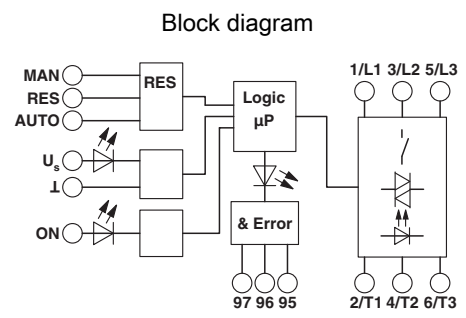 Block diagram
MAN
RES
AUTO
RES
Us
⊥
ON
Logic
µP
& Error
97 96 95
1/L1 3/L2 5/L3
2/T1 4/T2 6/T3